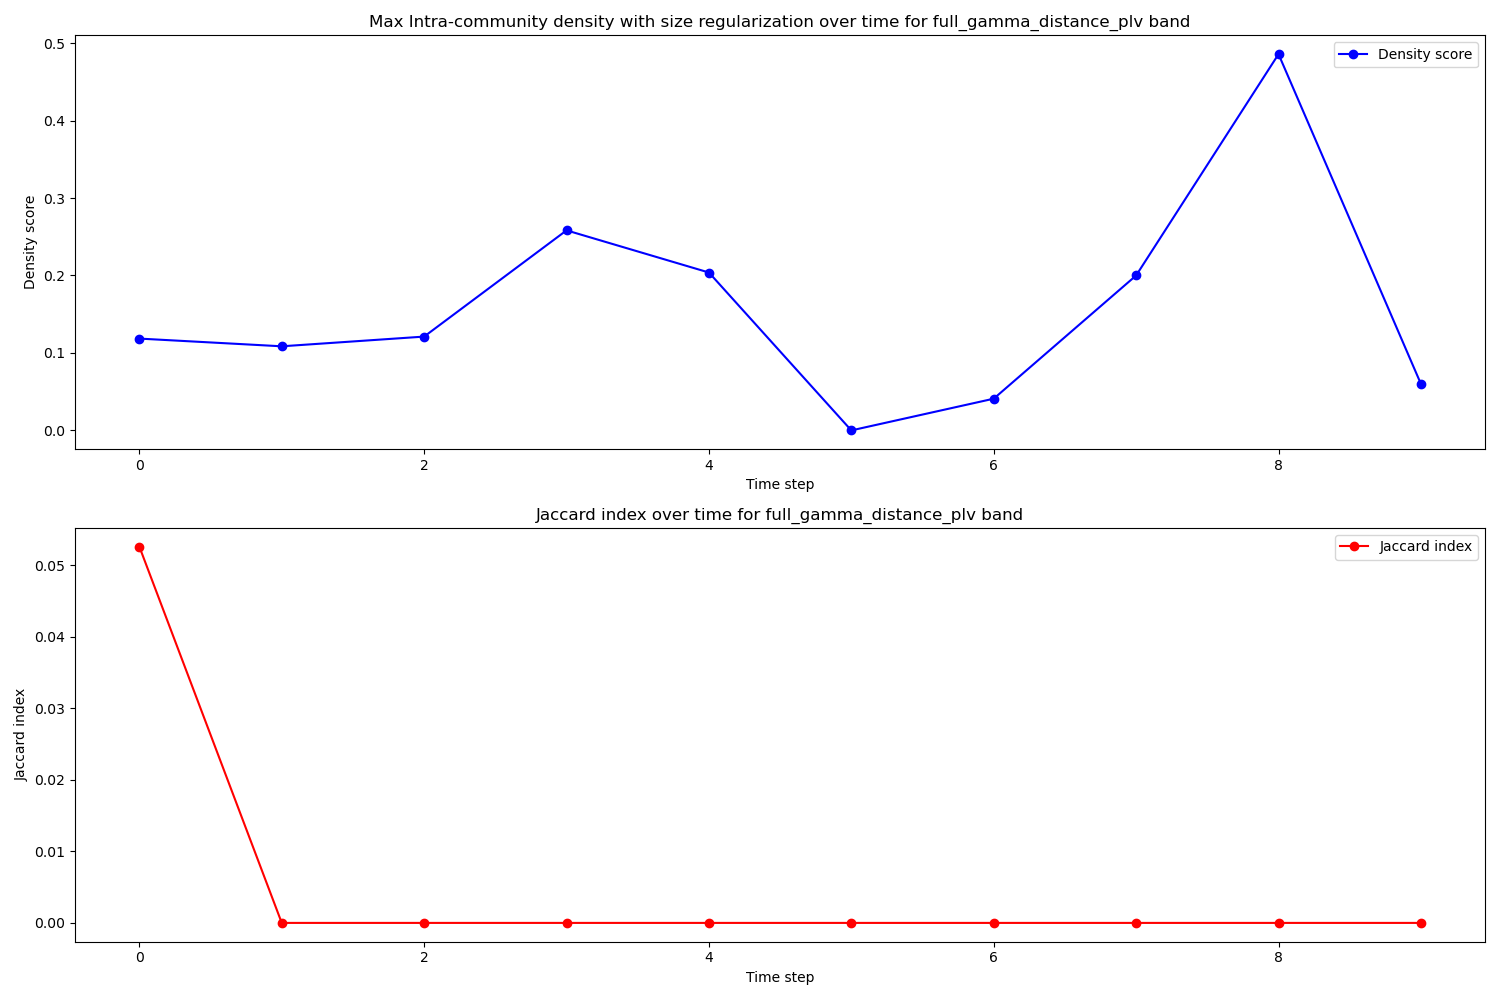 Max Intra-community density with size regularization over time for full_gamma_distance_plv band
Density score
0.5
0.4
0.3
0.2
0.1
0.0
Density score
0
2
4
6
8
Time step
Jaccard index over time for full_gamma_distance_plv band
Jaccard index
0.05
0.04
0.03
0.02
0.01
0.00
Jaccard index
0
2
4
6
8
Time step